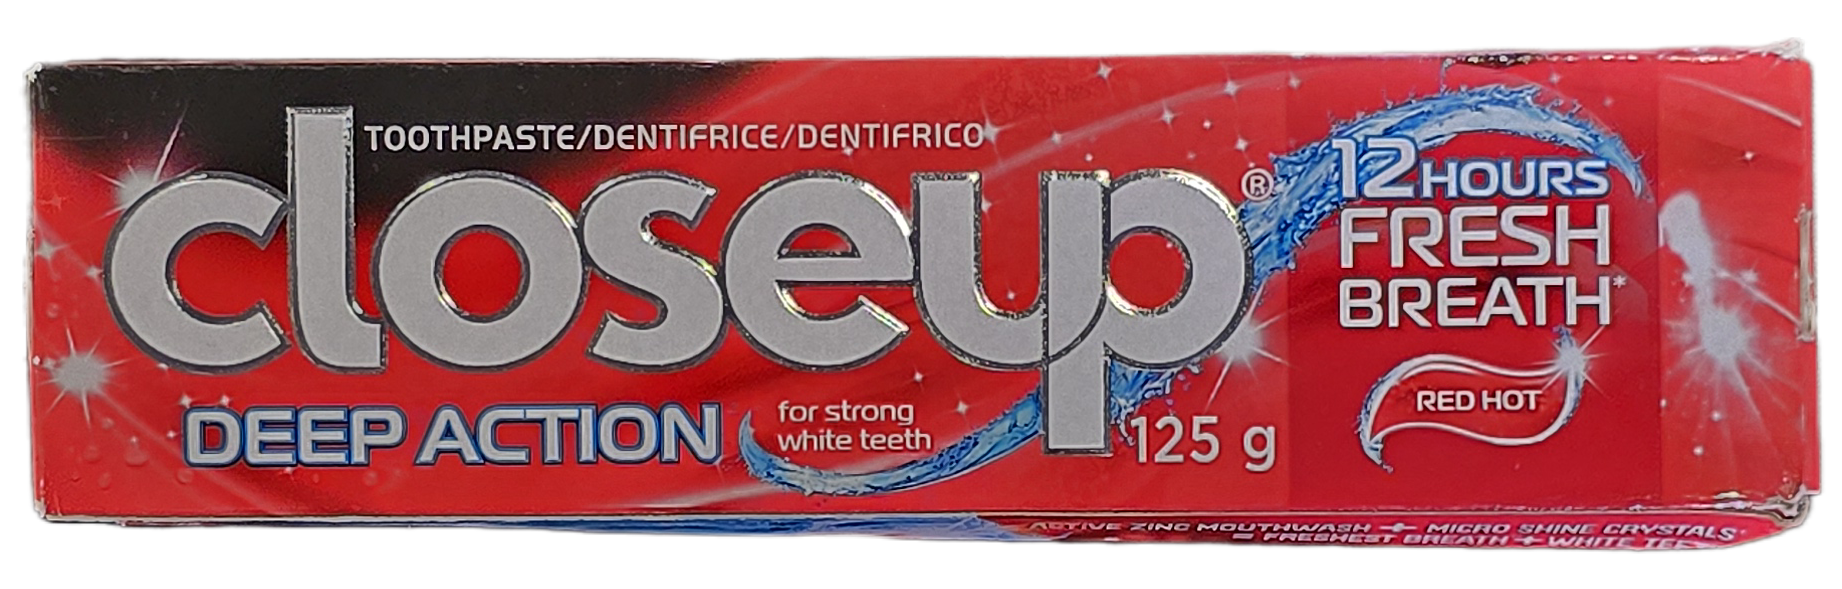 TOOTHPASTE/DENTIFRICE/DENTIFRICO
closeup®
DEEP ACTION
for strong
white teeth
125 g
12 HOURS
FRESH
BREATH*
RED HOT
ACTIVE ZINC MOUTHWASH + MICRO SHINE CRYSTALS*
= FRESHEST BREATH + WHITE